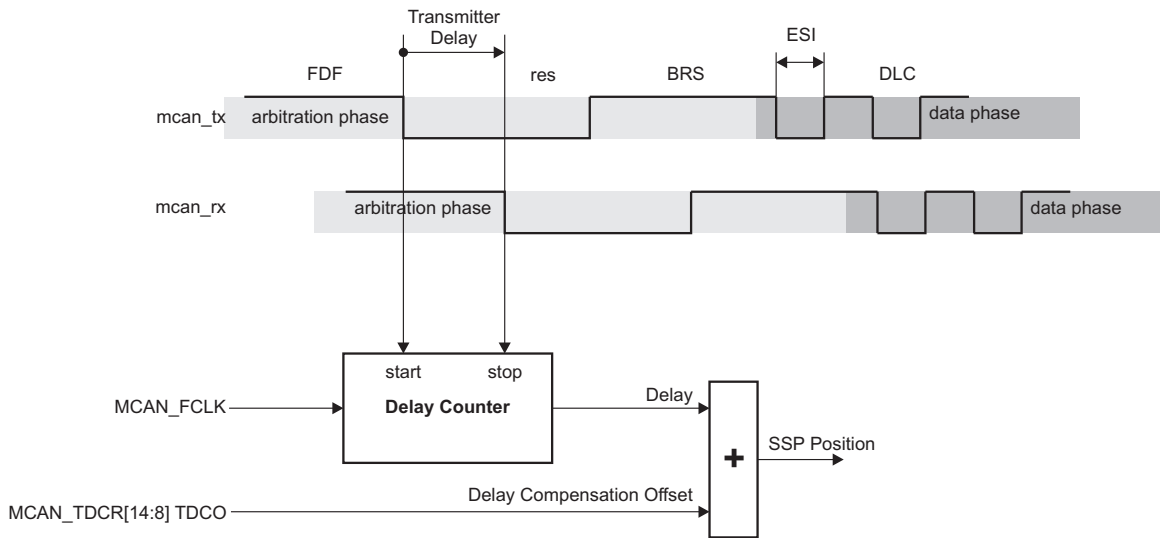 Transmitter
Delay
ESI
FDF
res
BRS
DLC
mcan_tx
arbitration phase
data phase
mcan_rx
arbitration phase
data phase
start
stop
MCAN_FCLK
Delay Counter
Delay
SSP Position
+
Delay Compensation Offset
MCAN_TDCR[14:8] TDCO